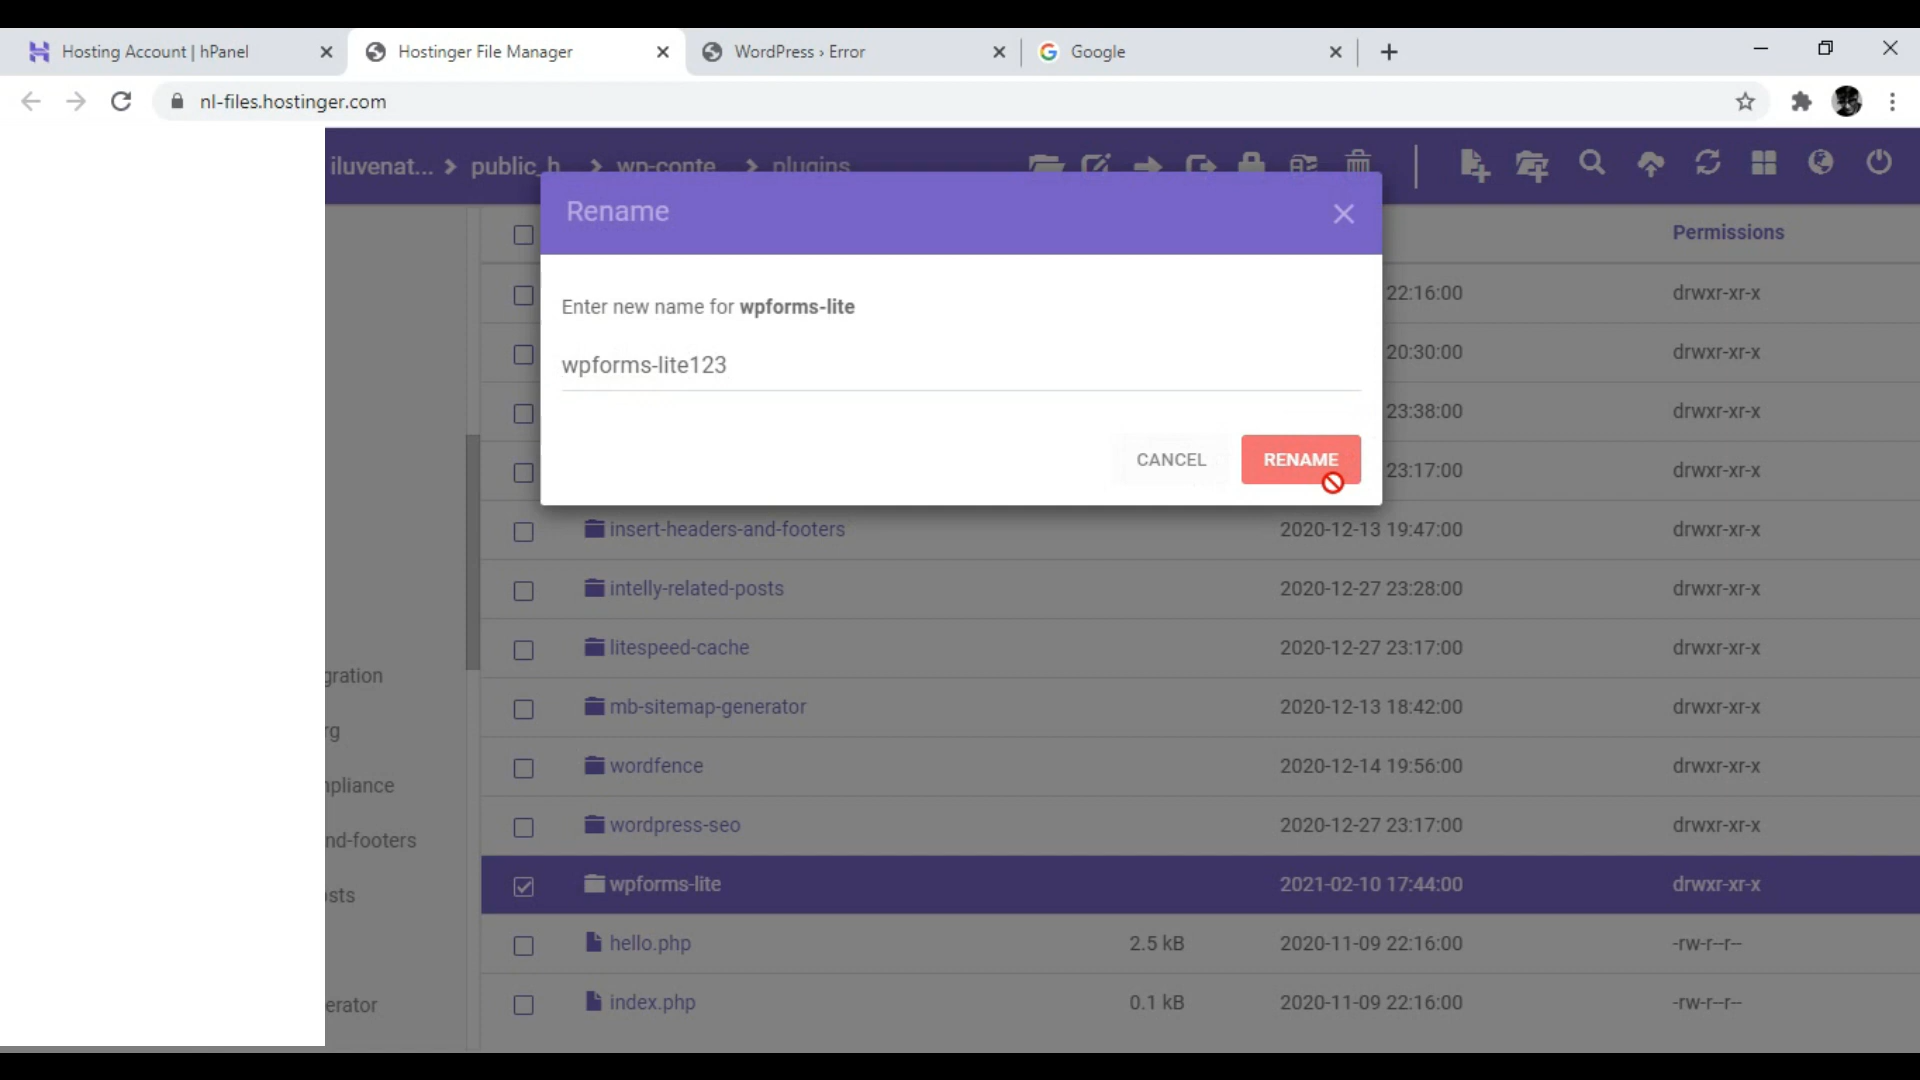 Hosting Account | hPanel
Hostinger File Manager
WordPress › Error
Google
nl-files.hostinger.com
iluvenat... > public_h > wp-conte > plugins
Rename
Permissions
Enter new name for wpforms-lite
wpforms-lite123
CANCEL
RENAME
22:16:00 drwxr-xr-x
20:30:00 drwxr-xr-x
23:38:00 drwxr-xr-x
23:17:00 drwxr-xr-x
insert-headers-and-footers 2020-12-13 19:47:00 drwxr-xr-x
intelly-related-posts 2020-12-27 23:28:00 drwxr-xr-x
litespeed-cache 2020-12-27 23:17:00 drwxr-xr-x
gration
mb-sitemap-generator 2020-12-13 18:42:00 drwxr-xr-x
rg
wordfence 2020-12-14 19:56:00 drwxr-xr-x
npliance
wordpress-seo 2020-12-27 23:17:00 drwxr-xr-x
nd-footers
wpforms-lite 2021-02-10 17:44:00 drwxr-xr-x
osts
hello.php 2.5 kB 2020-11-09 22:16:00 -rw-r--r--
index.php 0.1 kB 2020-11-09 22:16:00 -rw-r--r--
erator